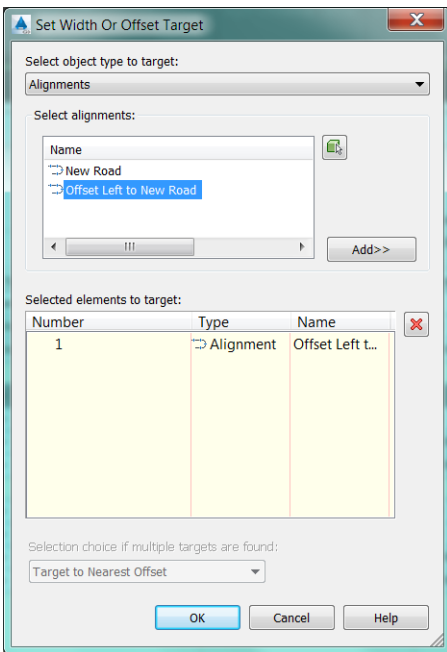 Set Width Or Offset Target
Select object type to target:
Alignments
Select alignments:
Name
New Road
Offset Left to New Road
Add>>
Selected elements to target:
Number Type Name
1 Alignment Offset Left t...
Selection choice if multiple targets are found:
Target to Nearest Offset
OK Cancel Help